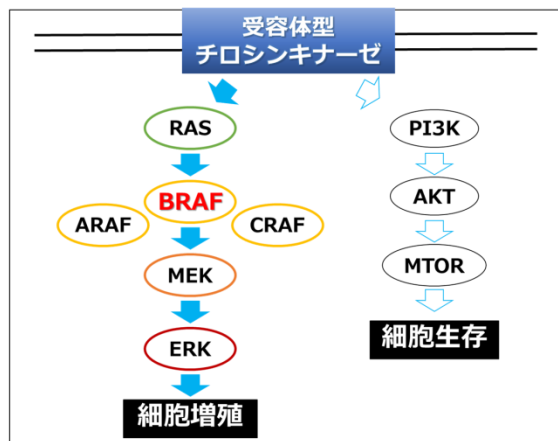 受容体型
チロシンキナーゼ
RAS
BRAF
ARAF
CRAF
MEK
ERK
細胞増殖
PI3K
AKT
MTOR
細胞生存